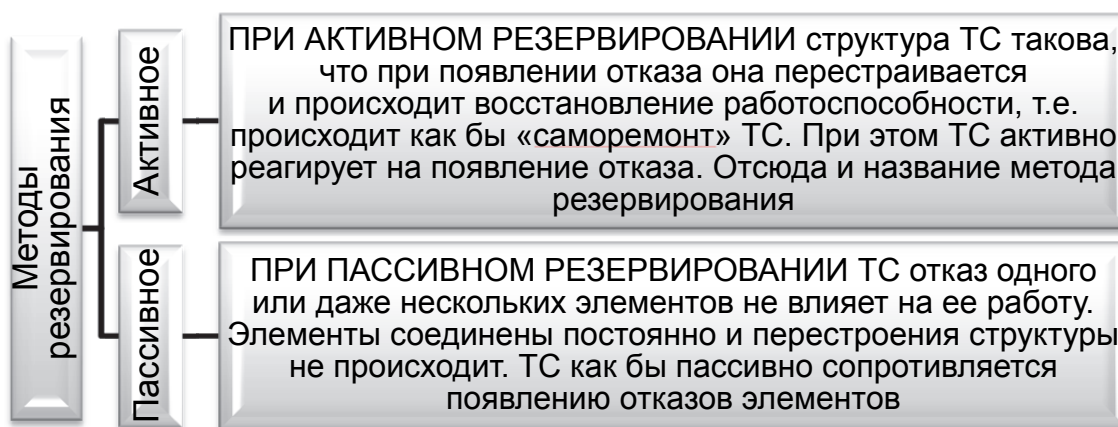 Методы
резервирования
Активное
ПРИ АКТИВНОМ РЕЗЕРВИРОВАНИИ структура ТС такова,
что при появлении отказа она перестраивается
и происходит восстановление работоспособности, т.е.
происходит как бы «саморемонт» ТС. При этом ТС активно
реагирует на появление отказа. Отсюда и название метода
резервирования
Пассивное
ПРИ ПАССИВНОМ РЕЗЕРВИРОВАНИИ ТС отказ одного
или даже нескольких элементов не влияет на ее работу.
Элементы соединены постоянно и перестроения структуры
не происходит. ТС как бы пассивно сопротивляется
появлению отказов элементов